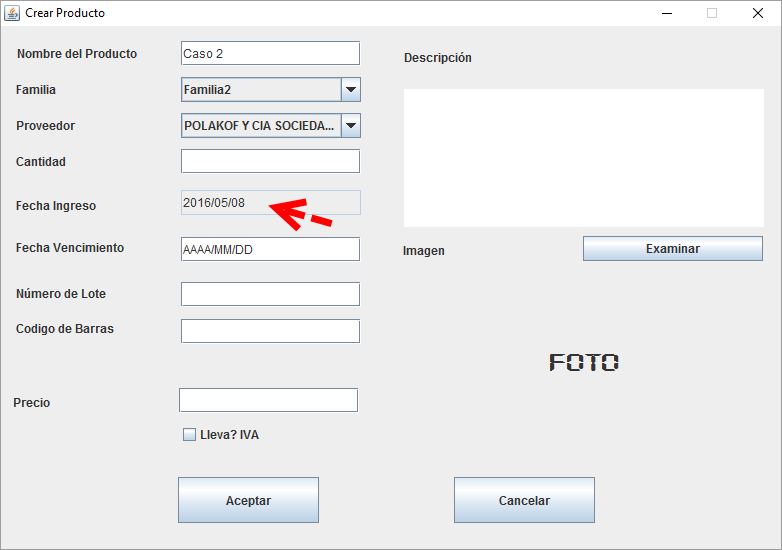 Crear Producto
Nombre del Producto Caso 2
Familia Familia2
Proveedor POLAKOF Y CIA SOCIEDA...
Cantidad
Fecha Ingreso 2016/05/08
Fecha Vencimiento AAAA/MM/DD
Número de Lote
Codigo de Barras
Precio
Lleva? IVA
Descripción
Imagen Examinar
FOTO
Aceptar Cancelar